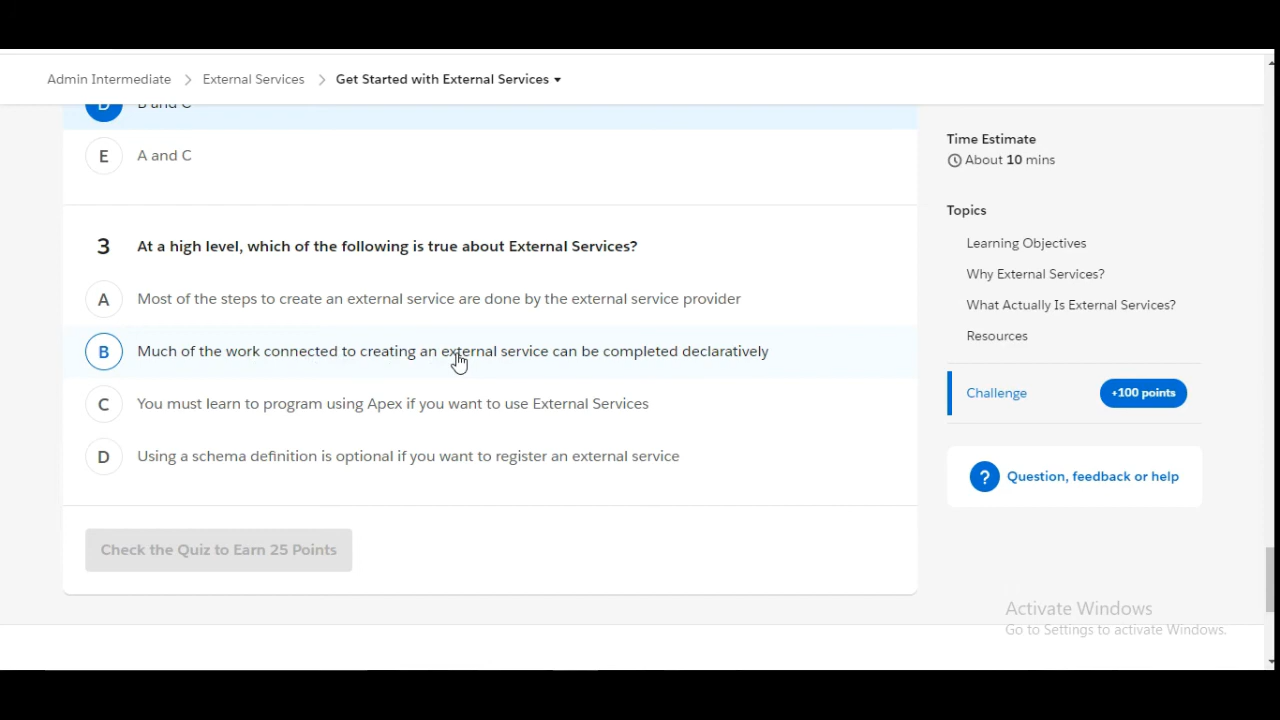 Admin Intermediate > External Services > Get Started with External Services
D B and C
E A and C
3 At a high level, which of the following is true about External Services?
A Most of the steps to create an external service are done by the external service provider
B Much of the work connected to creating an external service can be completed declaratively
C You must learn to program using Apex if you want to use External Services
D Using a schema definition is optional if you want to register an external service
Check the Quiz to Earn 25 Points
Time Estimate
About 10 mins
Topics
Learning Objectives
Why External Services?
What Actually Is External Services?
Resources
Challenge +100 points
? Question, feedback or help
Activate Windows
Go to Settings to activate Windows.